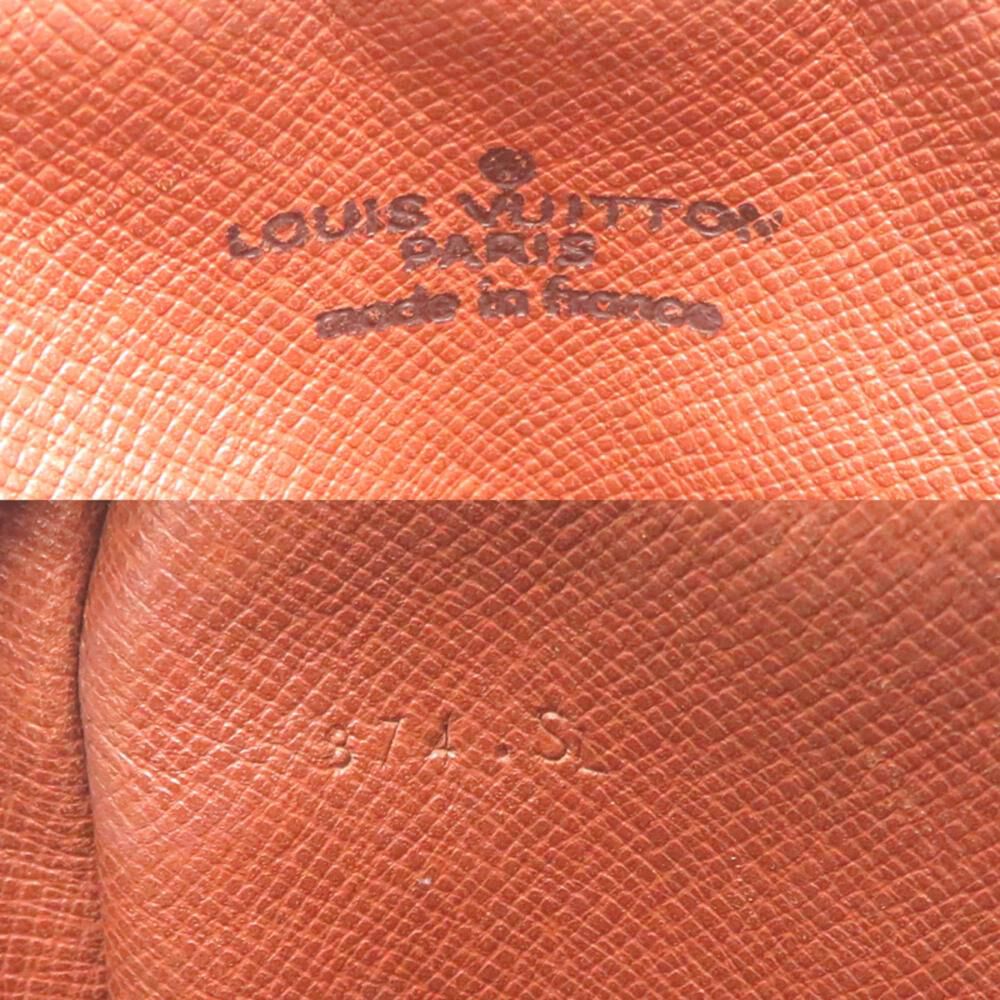 LOUIS VUITTON
PARIS
made in france
874 . SL